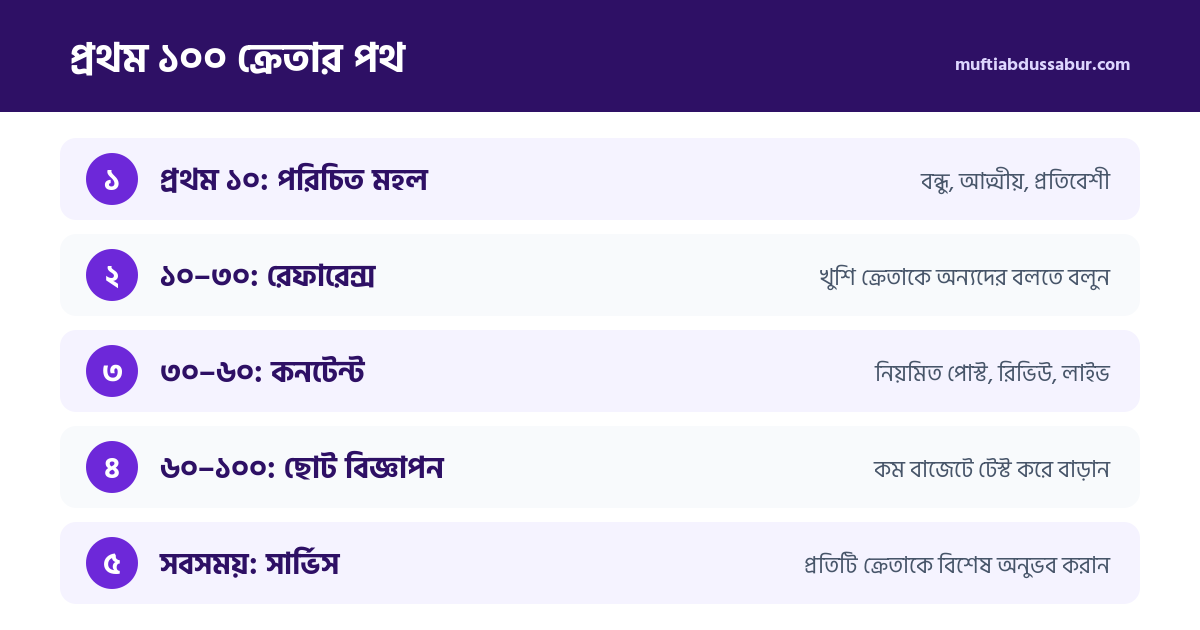 প্রথম ১০০ ক্রেতার পথ
muftiabdussabur.com
১ প্রথম ১০: পরিচিত মহল বন্ধু, আত্মীয়, প্রতিবেশী
২ ১০–৩০: রেফারেন্স খুশি ক্রেতাকে অন্যদের বলতে বলুন
৩ ৩০–৬০: কনটেন্ট নিয়মিত পোস্ট, রিভিউ, লাইভ
৪ ৬০–১০০: ছোট বিজ্ঞাপন কম বাজেটে টেস্ট করে বাড়ান
৫ সবসময়: সার্ভিস প্রতিটি ক্রেতাকে বিশেষ অনুভব করান